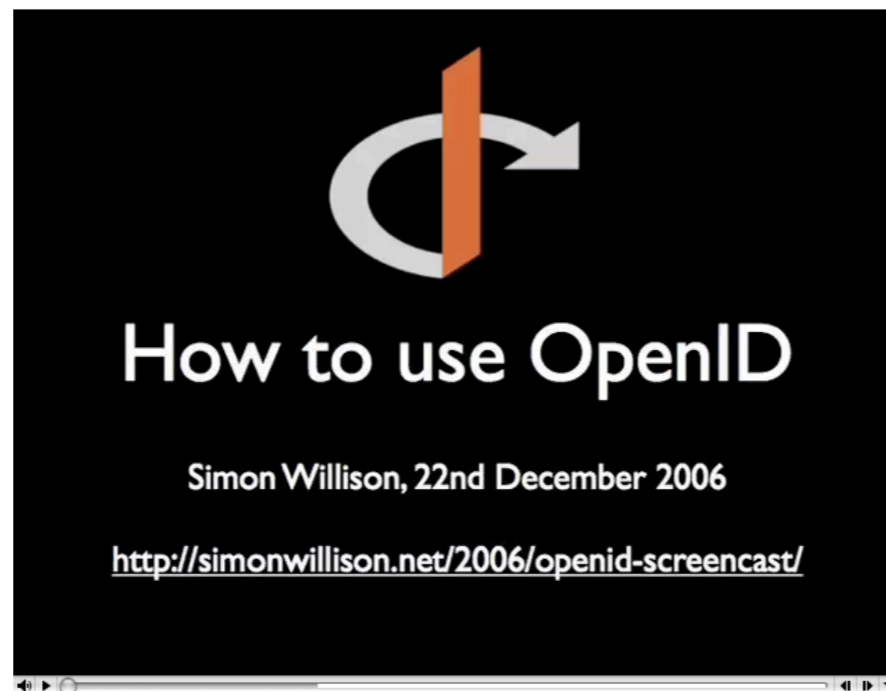 How to use OpenID
Simon Willison, 22nd December 2006
http://simonwillison.net/2006/openid-screencast/